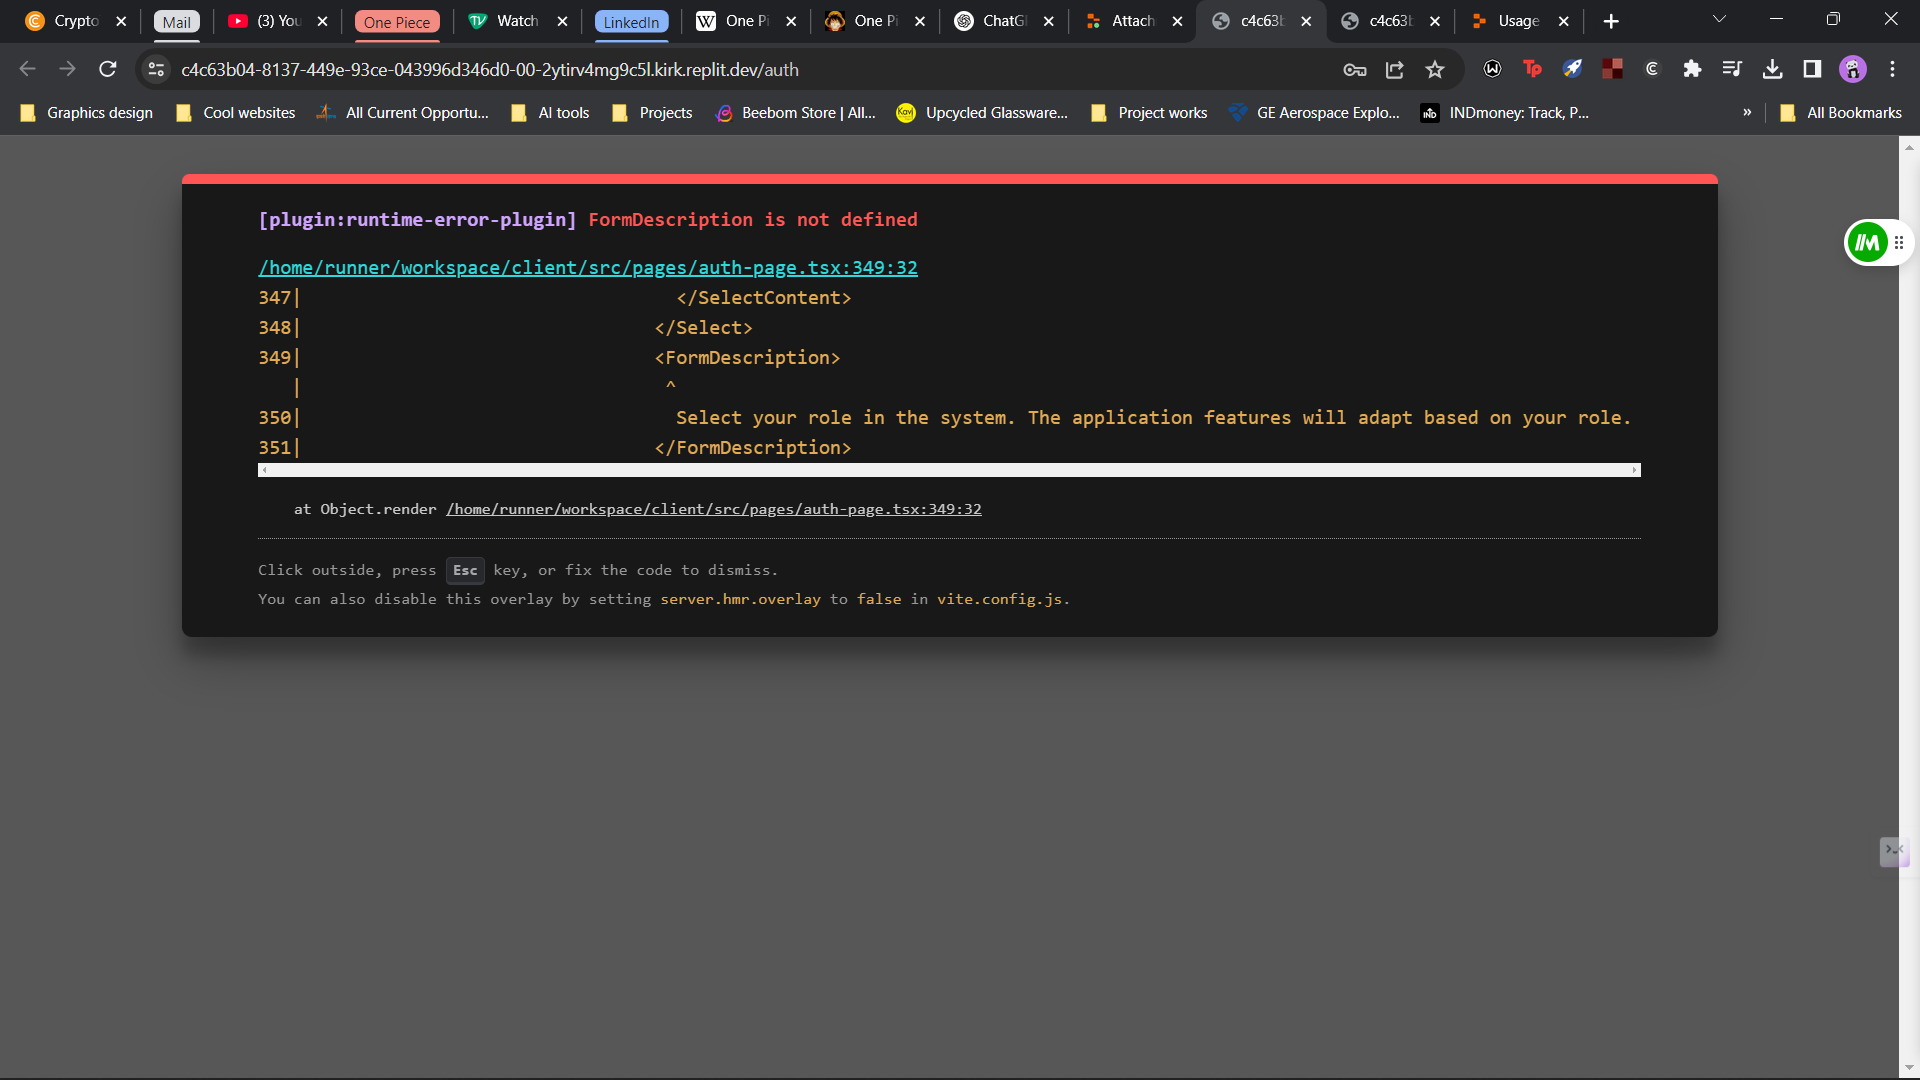 Crypto
Mail
(3) You
One Piece
Watch
LinkedIn
W One Pi
One Pi
ChatG
Attach
c4c63b
c4c63b
Usage
c4c63b04-8137-449e-93ce-043996d346d0-00-2ytirv4mg9c5l.kirk.replit.dev/auth
Tp
Graphics design
Cool websites
All Current Opportu...
AI tools
Projects
Beebom Store | All...
Upcycled Glassware...
Project works
GE Aerospace Explo...
INDmoney: Track, P...
»
All Bookmarks
[plugin:runtime-error-plugin] FormDescription is not defined
/home/runner/workspace/client/src/pages/auth-page.tsx:349:32
347| </SelectContent>
348| </Select>
349| <FormDescription>
| ^
350| Select your role in the system. The application features will adapt based on your role.
351| </FormDescription>
at Object.render /home/runner/workspace/client/src/pages/auth-page.tsx:349:32
Click outside, press Esc key, or fix the code to dismiss.
You can also disable this overlay by setting server.hmr.overlay to false in vite.config.js.